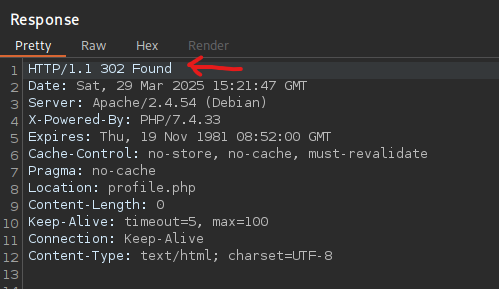 Response
Pretty Raw Hex Render
1 HTTP/1.1 302 Found
2 Date: Sat, 29 Mar 2025 15:21:47 GMT
3 Server: Apache/2.4.54 (Debian)
4 X-Powered-By: PHP/7.4.33
5 Expires: Thu, 19 Nov 1981 08:52:00 GMT
6 Cache-Control: no-store, no-cache, must-revalidate
7 Pragma: no-cache
8 Location: profile.php
9 Content-Length: 0
10 Keep-Alive: timeout=5, max=100
11 Connection: Keep-Alive
12 Content-Type: text/html; charset=UTF-8
13
14